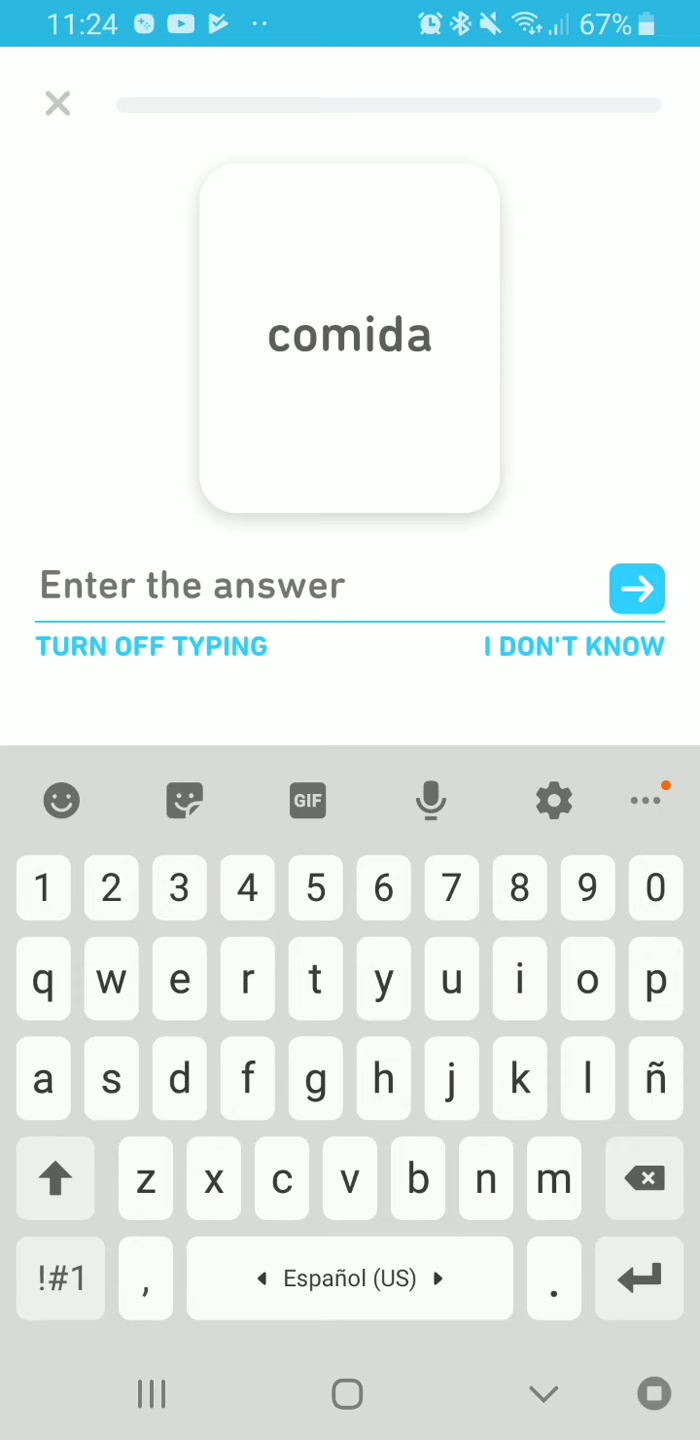 11:24 67%
comida
Enter the answer
TURN OFF TYPING I DON'T KNOW
GIF
1 2 3 4 5 6 7 8 9 0
q w e r t y u i o p
a s d f g h j k l ñ
z x c v b n m
!#1 , Español (US) .